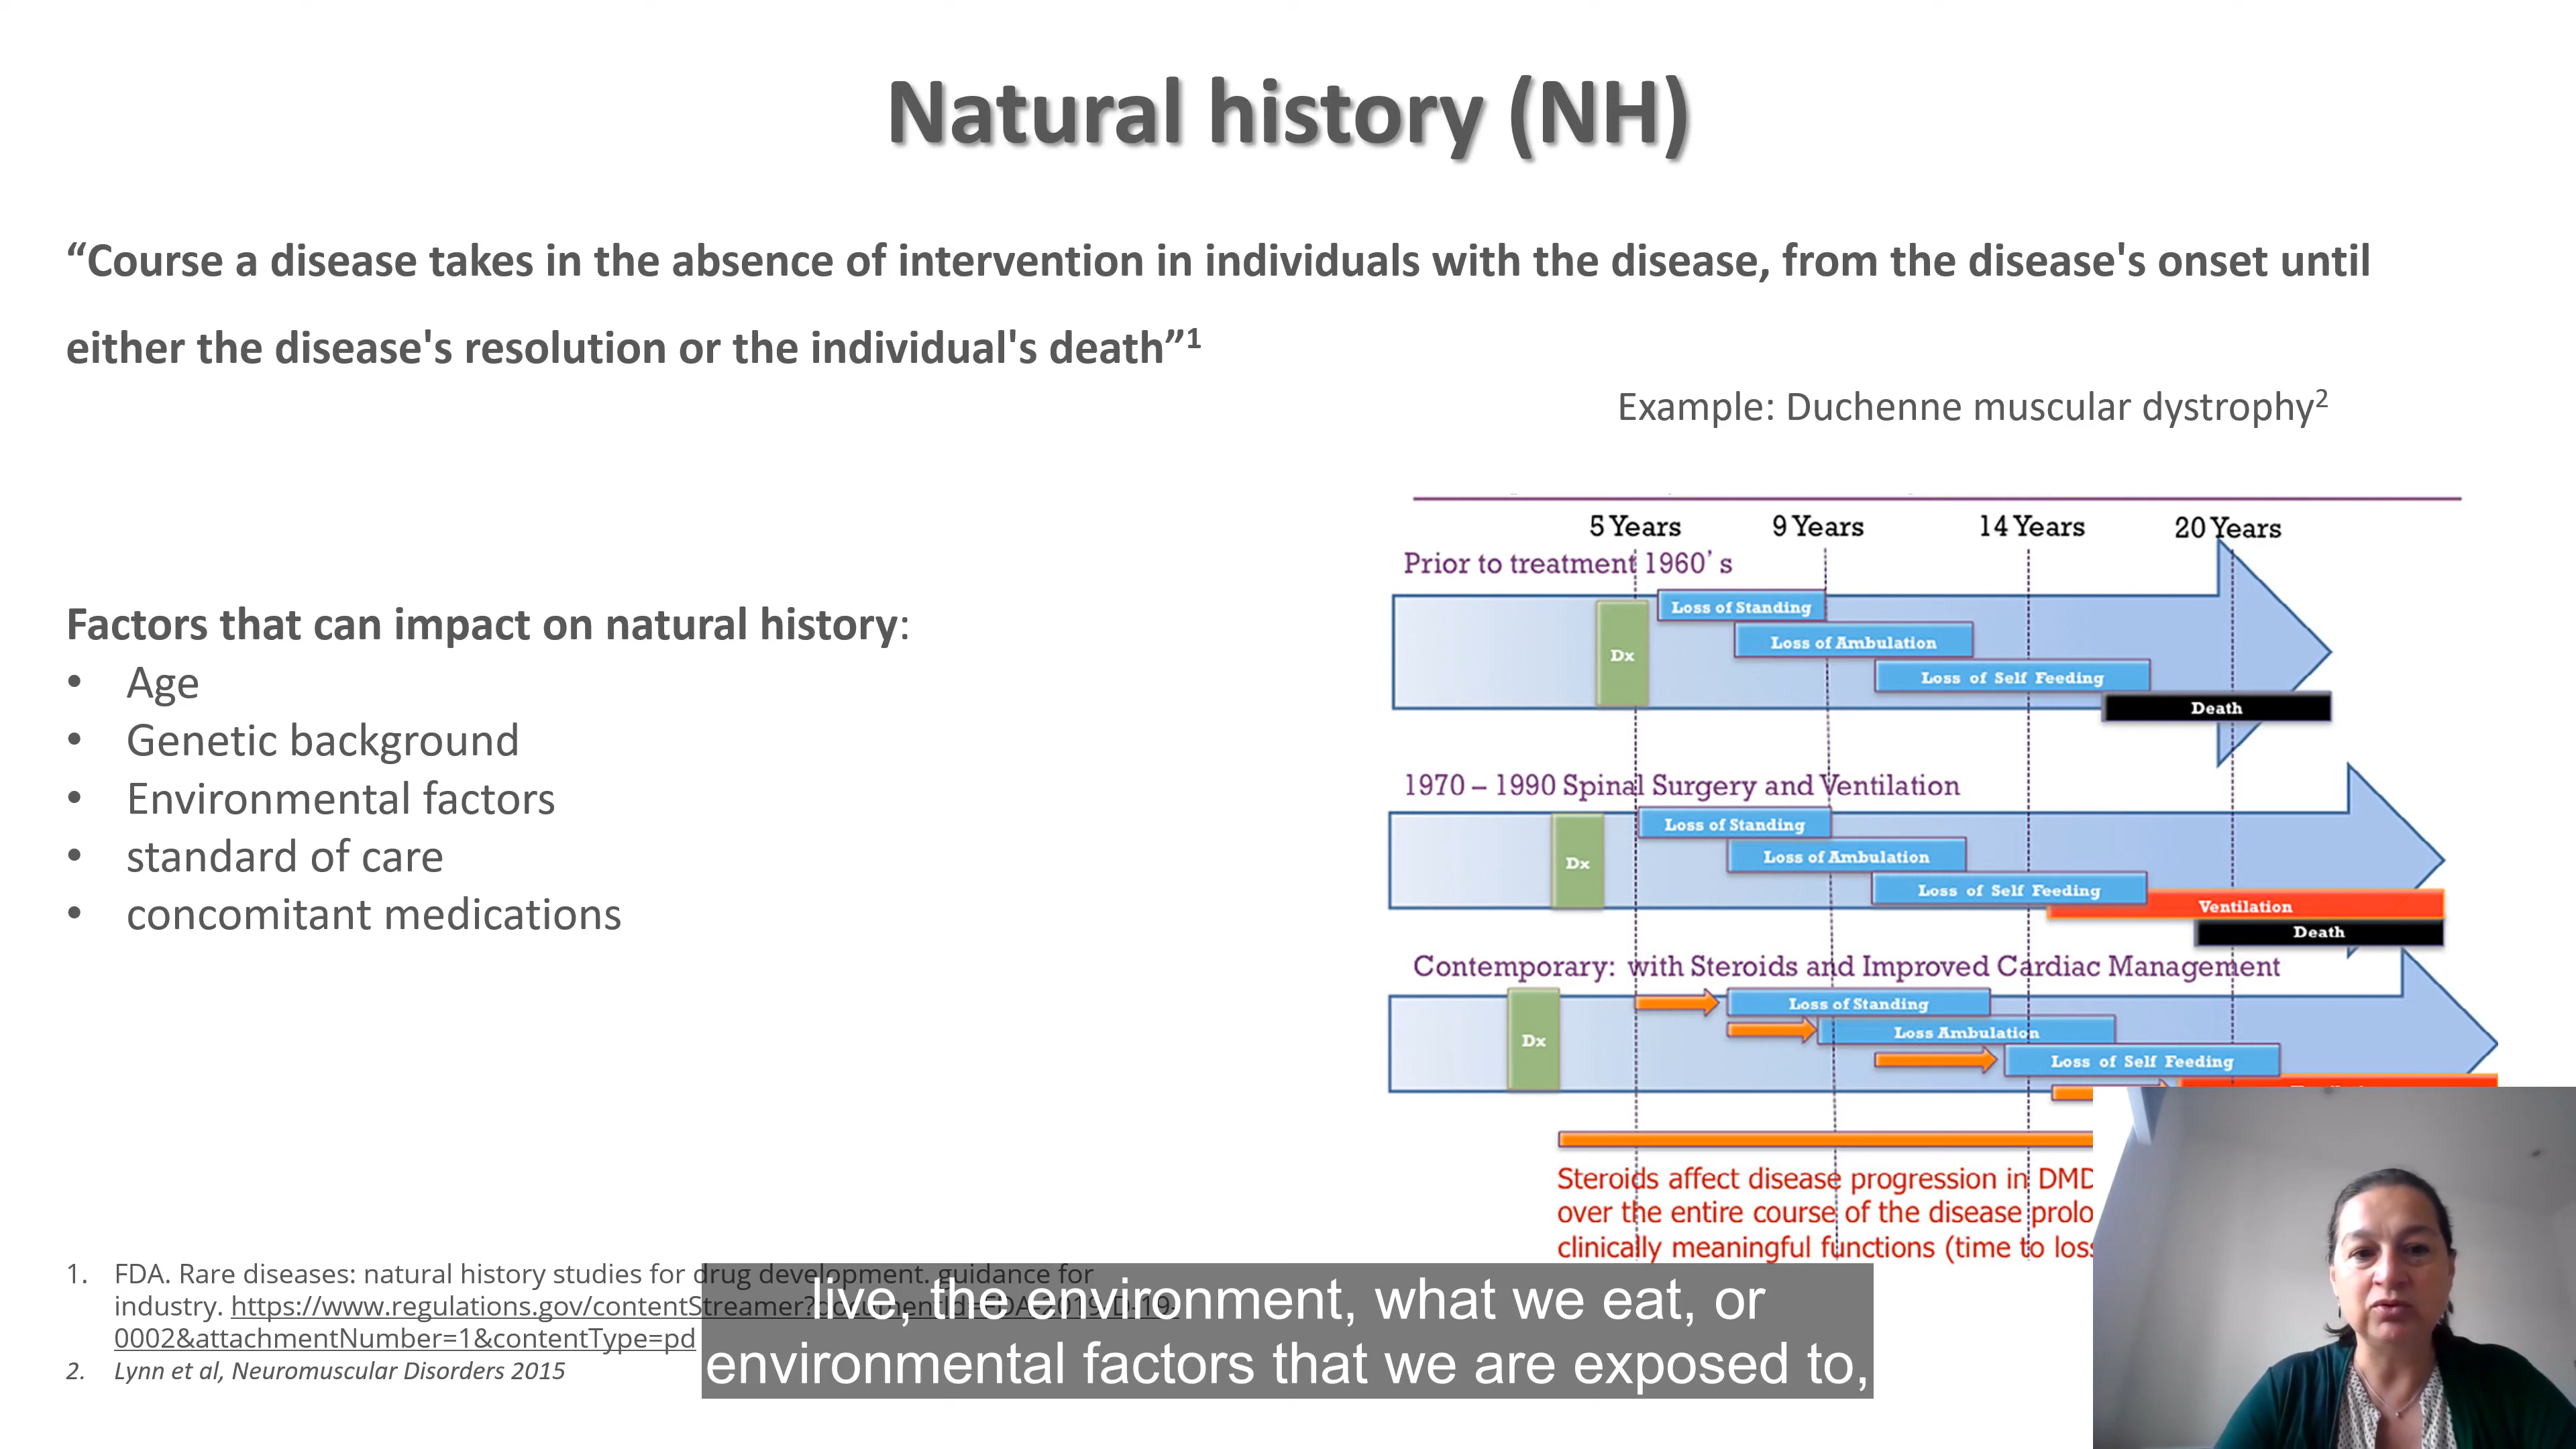 Natural history (NH)
“Course a disease takes in the absence of intervention in individuals with the disease, from the disease's onset until
either the disease's resolution or the individual's death”1
Example: Duchenne muscular dystrophy2
Factors that can impact on natural history:
• Age
• Genetic background
• Environmental factors
• standard of care
• concomitant medications
5 Years 9 Years 14 Years 20 Years
Prior to treatment 1960’ s
Loss of Standing
Loss of Ambulation
Dx
Loss of Self Feeding
Death
1970 – 1990 Spinal Surgery and Ventilation
Loss of Standing
Loss of Ambulation
Dx
Loss of Self Feeding
Ventilation
Death
Contemporary: with Steroids and Improved Cardiac Management
Loss of Standing
Loss Ambulation
Dx
Loss of Self Feeding
Steroids affect disease progression in DMD
over the entire course of the disease prolo
clinically meaningful functions (time to los
1. FDA. Rare diseases: natural history studies for drug development. guidance for
industry. https://www.regulations.gov/contentStreamer?documentId=FDA-2019-D-19-
0002&attachmentNumber=1&contentType=pd
2. Lynn et al, Neuromuscular Disorders 2015
live, the environment, what we eat, or
environmental factors that we are exposed to,